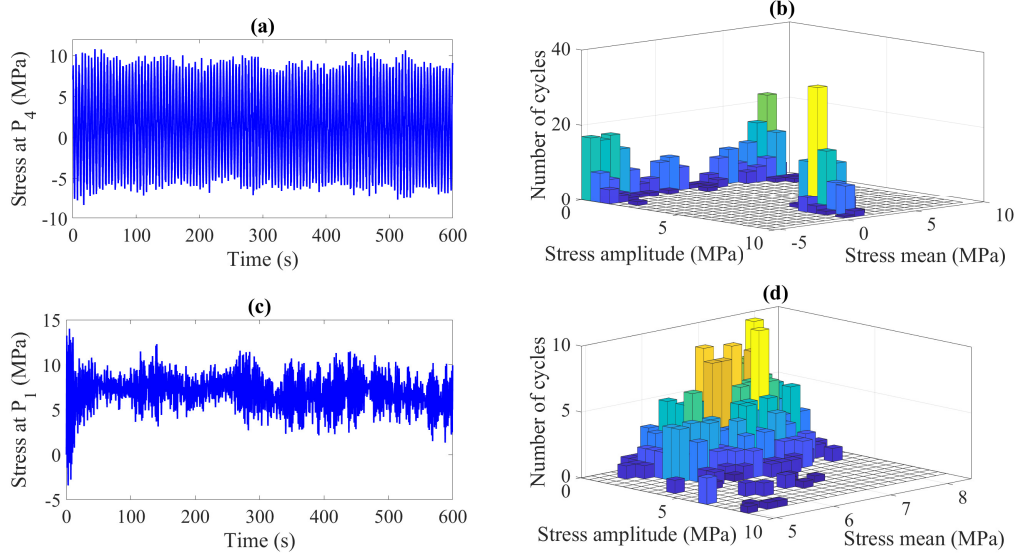 (a)
Stress at P4 (MPa)
15
10
5
0
-5
-10
0 100 200 300 400 500 600
Time (s)
(b)
Number of cycles
40
20
0
0 5 10
Stress amplitude (MPa)
-5 0 5 10
Stress mean (MPa)
(c)
Stress at P1 (MPa)
15
10
5
0
-5
0 100 200 300 400 500 600
Time (s)
(d)
Number of cycles
10
5
0
0 5 10
Stress amplitude (MPa)
5 6 7 8
Stress mean (MPa)